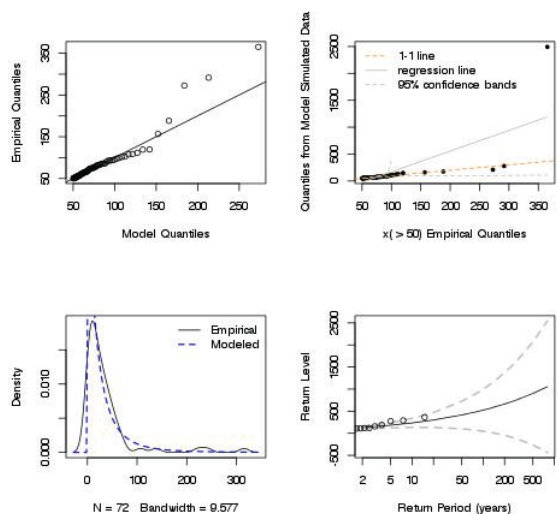 Empirical Quantiles
50
150
250
350
50
100
150
200
250
Model Quantiles
Quantiles from Model Simulated Data
0
500
1500
2500
1-1 line
regression line
95% confidence bands
50
100
150
200
250
300
350
x( > 50) Empirical Quantiles
Density
0.000
0.010
Empirical
Modeled
0
100
200
300
N = 72 Bandwidth = 9.577
Return Level
-500
500
1500
2500
2
5
10
50
100
200
500
Return Period (years)